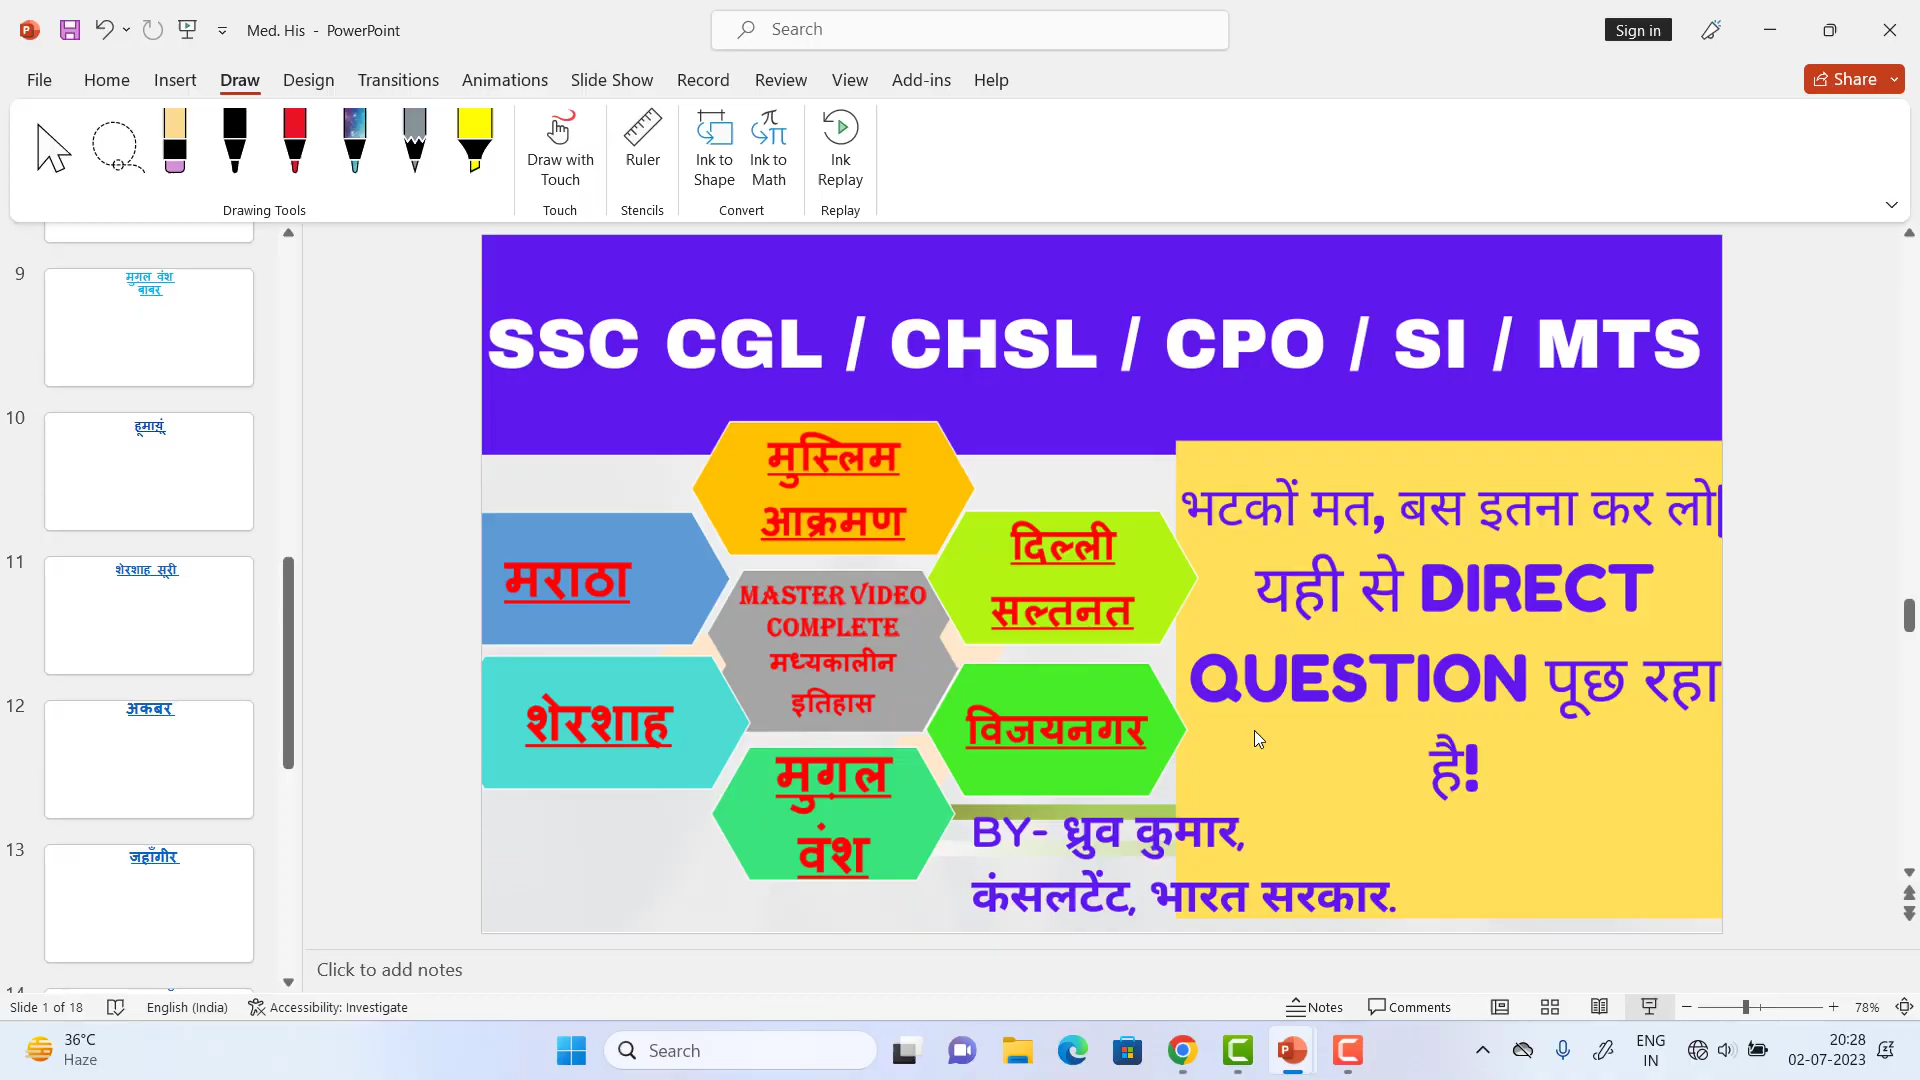 Med. His - PowerPoint
Search
Sign in
File Home Insert Draw Design Transitions Animations Slide Show Record Review View Add-ins Help
Share
Draw with Touch
Ruler
Ink to Shape
Ink to Math
Ink Replay
Drawing Tools
Touch
Stencils
Convert
Replay
9
मुगल वंश
बाबर
10
हूमायूं
11
शेरशाह सूरी
12
अकबर
13
जहाँगीर
SSC CGL / CHSL / CPO / SI / MTS
मुस्लिम
आक्रमण
मराठा
दिल्ली
सल्तनत
MASTER VIDEO
COMPLETE
मध्यकालीन
इतिहास
शेरशाह
विजयनगर
मुग़ल
वंश
भटकों मत, बस इतना कर लो
यही से DIRECT
QUESTION पूछ रहा
है!
BY- ध्रुव कुमार,
कंसलटेंट, भारत सरकार.
Click to add notes
Slide 1 of 18 English (India) Accessibility: Investigate
Notes Comments 78%
36°C
Haze
Search
ENG
IN
20:28
02-07-2023